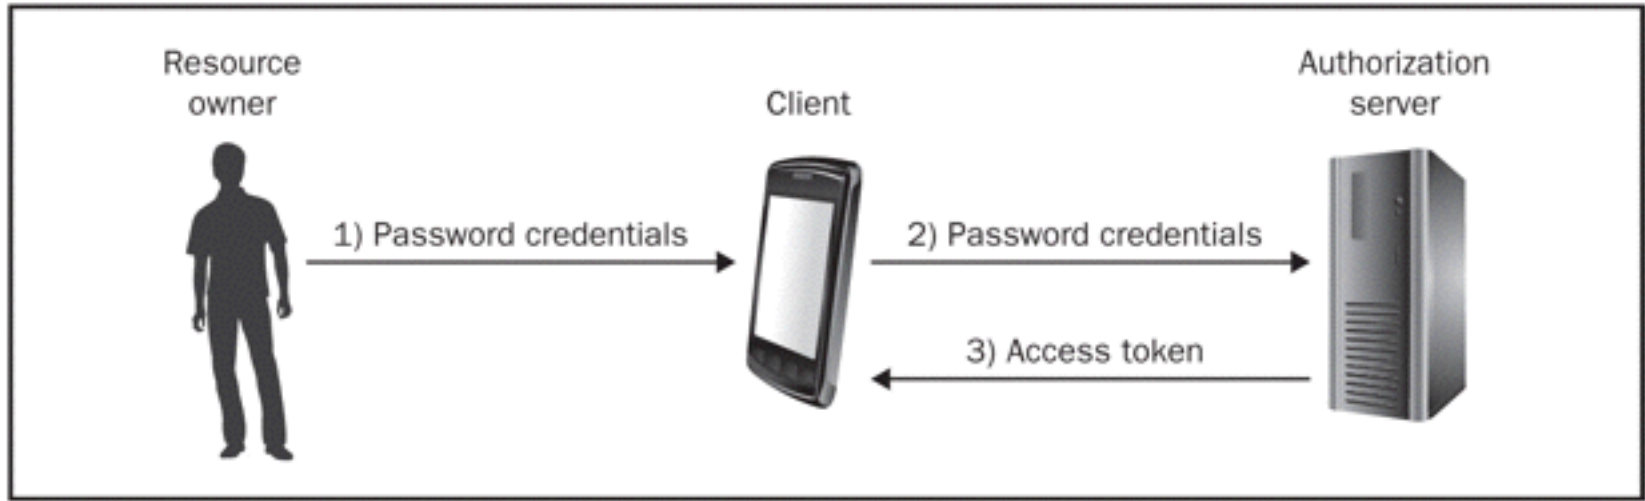 Resource
owner
Client
Authorization
server
1) Password credentials
2) Password credentials
3) Access token